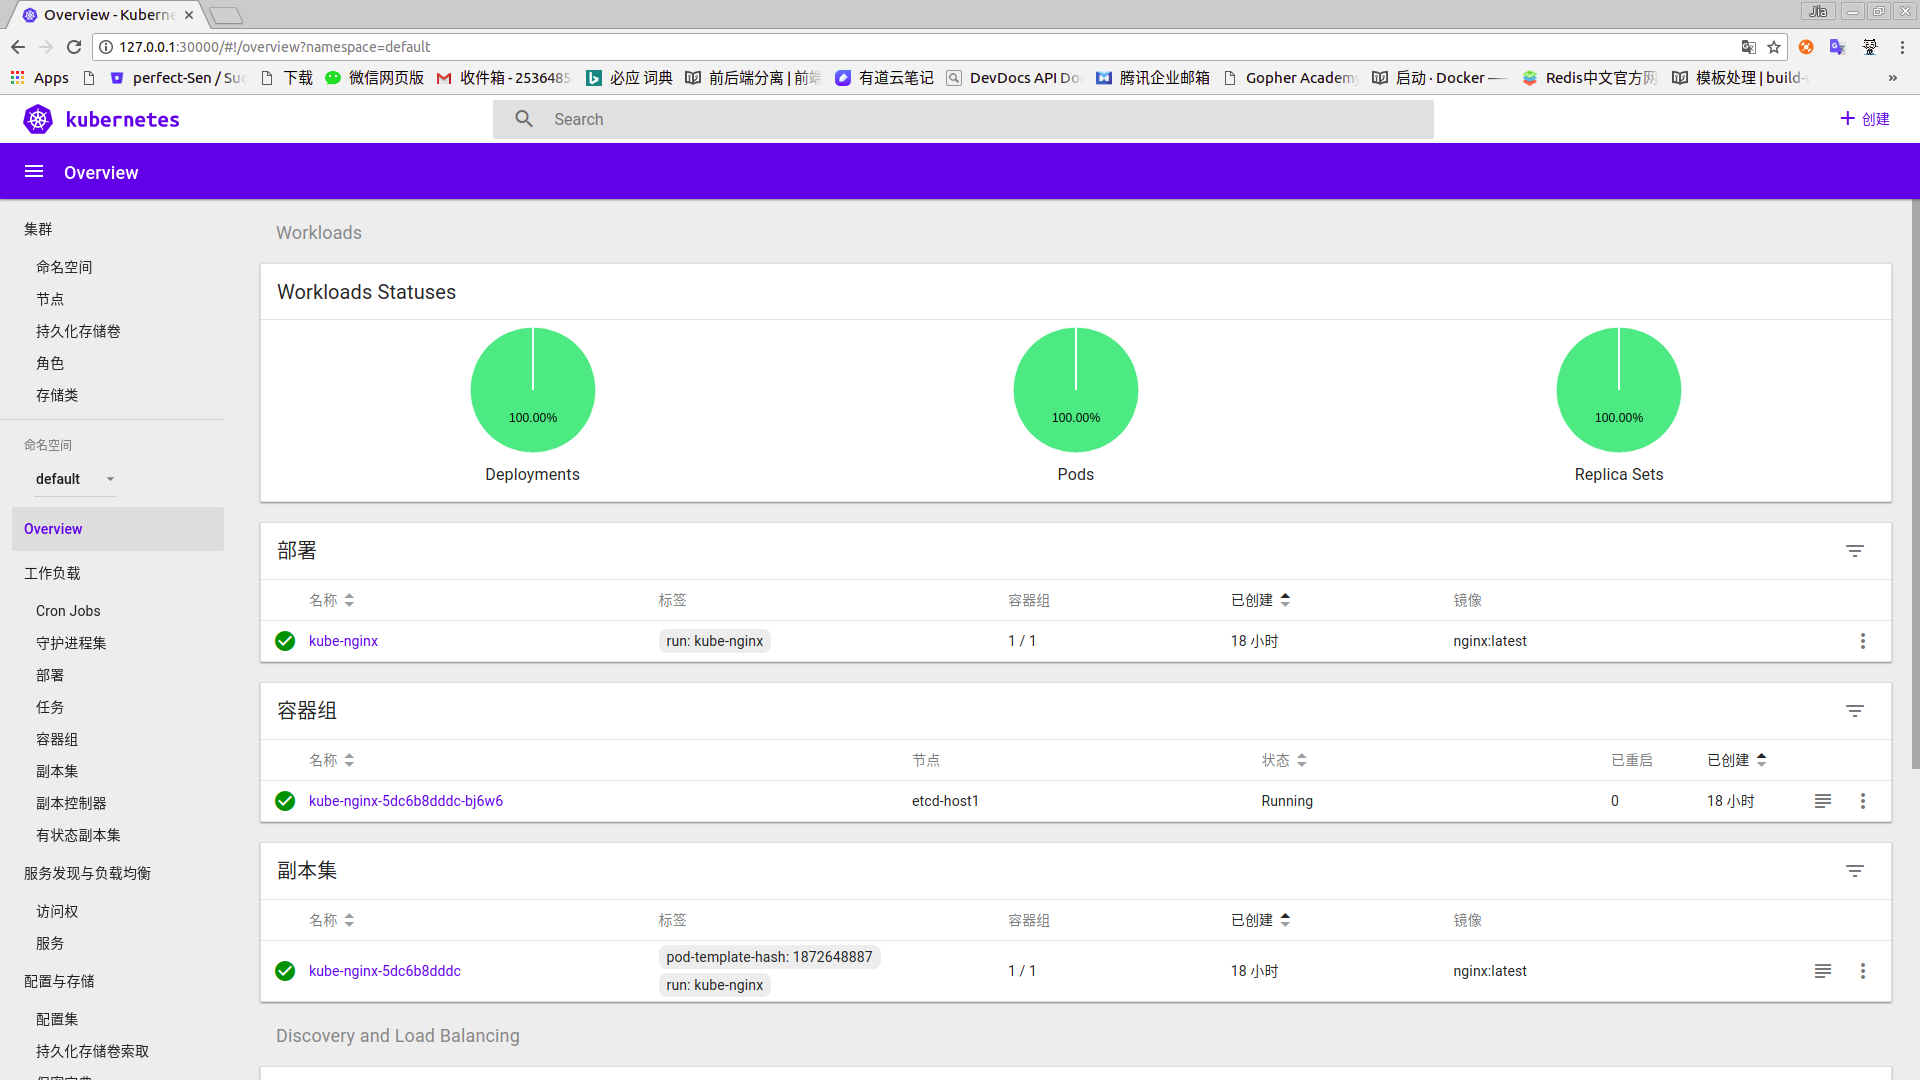 Overview - Kubern
Jia
127.0.0.1:30000/#!/overview?namespace=default
Apps perfect-Sen / Su 下载 微信网页版 收件箱 - 2536485 必应 词典 前后端分离 | 前端 有道云笔记 DevDocs API Do 腾讯企业邮箱 Gopher Academy 启动 · Docker — Redis中文官方网 模板处理 | build- »
kubernetes
Search
创建
Overview
集群
命名空间
节点
持久化存储卷
角色
存储类
命名空间
default
Overview
工作负载
Cron Jobs
守护进程集
部署
任务
容器组
副本集
副本控制器
有状态副本集
服务发现与负载均衡
访问权
服务
配置与存储
配置集
持久化存储卷索取
Workloads
Workloads Statuses
100.00% 100.00% 100.00%
Deployments Pods Replica Sets
部署
名称 标签 容器组 已创建 镜像
kube-nginx run: kube-nginx 1 / 1 18 小时 nginx:latest
容器组
名称 节点 状态 已重启 已创建
kube-nginx-5dc6b8dddc-bj6w6 etcd-host1 Running 0 18 小时
副本集
名称 标签 容器组 已创建 镜像
kube-nginx-5dc6b8dddc pod-template-hash: 1872648887 1 / 1 18 小时 nginx:latest
run: kube-nginx
Discovery and Load Balancing